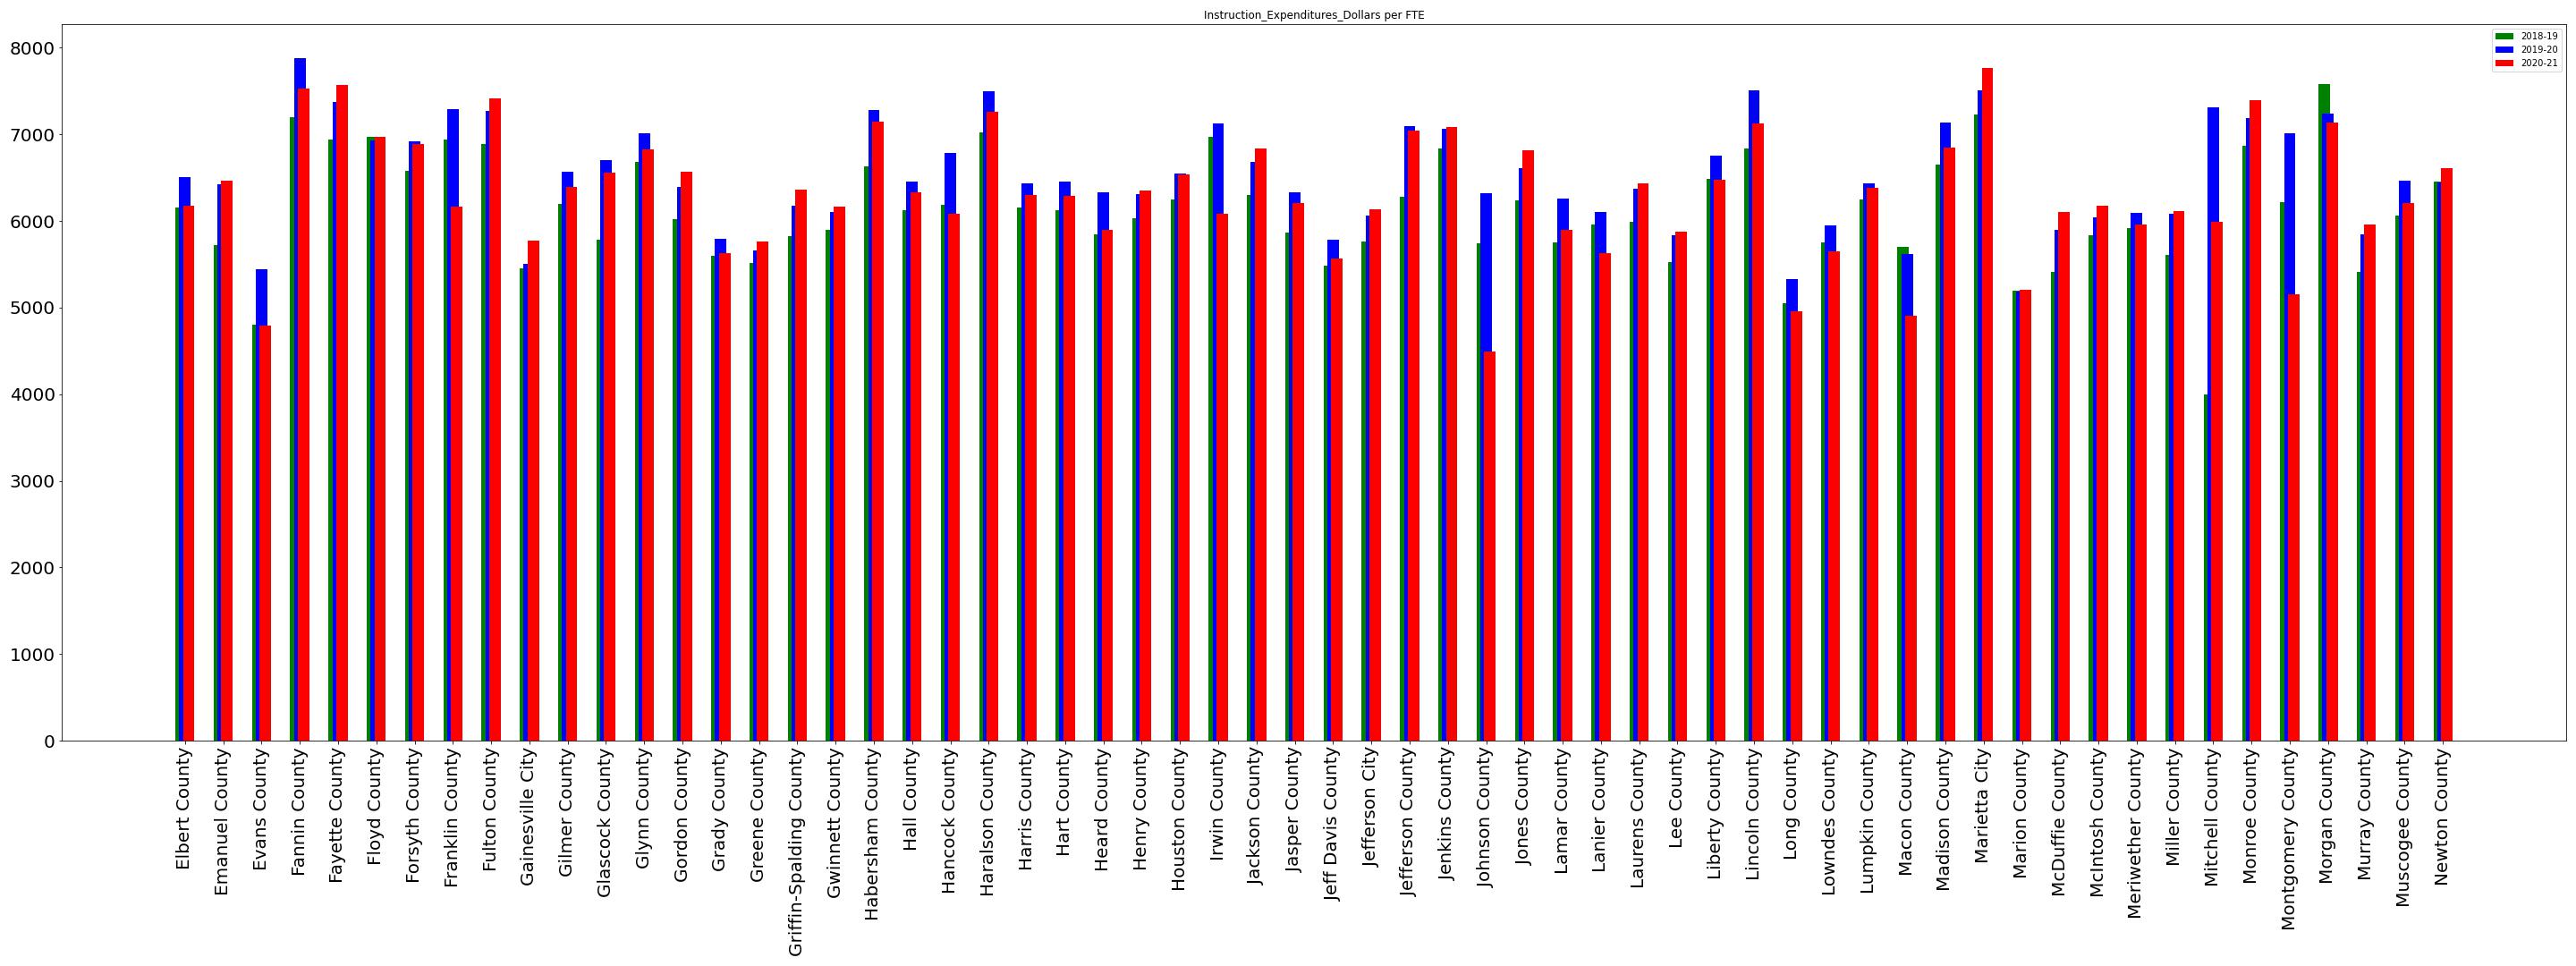 Instruction_Expenditures_Dollars per FTE
2018-19
2019-20
2020-21
8000
7000
6000
5000
4000
3000
2000
1000
0
Elbert County
Emanuel County
Evans County
Fannin County
Fayette County
Floyd County
Forsyth County
Franklin County
Fulton County
Gainesville City
Gilmer County
Glascock County
Glynn County
Gordon County
Grady County
Greene County
Griffin-Spalding County
Gwinnett County
Habersham County
Hall County
Hancock County
Haralson County
Harris County
Hart County
Heard County
Henry County
Houston County
Irwin County
Jackson County
Jasper County
Jeff Davis County
Jefferson City
Jefferson County
Jenkins County
Johnson County
Jones County
Lamar County
Lanier County
Laurens County
Lee County
Liberty County
Lincoln County
Long County
Lowndes County
Lumpkin County
Macon County
Madison County
Marietta City
Marion County
McDuffie County
McIntosh County
Meriwether County
Miller County
Mitchell County
Monroe County
Montgomery County
Morgan County
Murray County
Muscogee County
Newton County